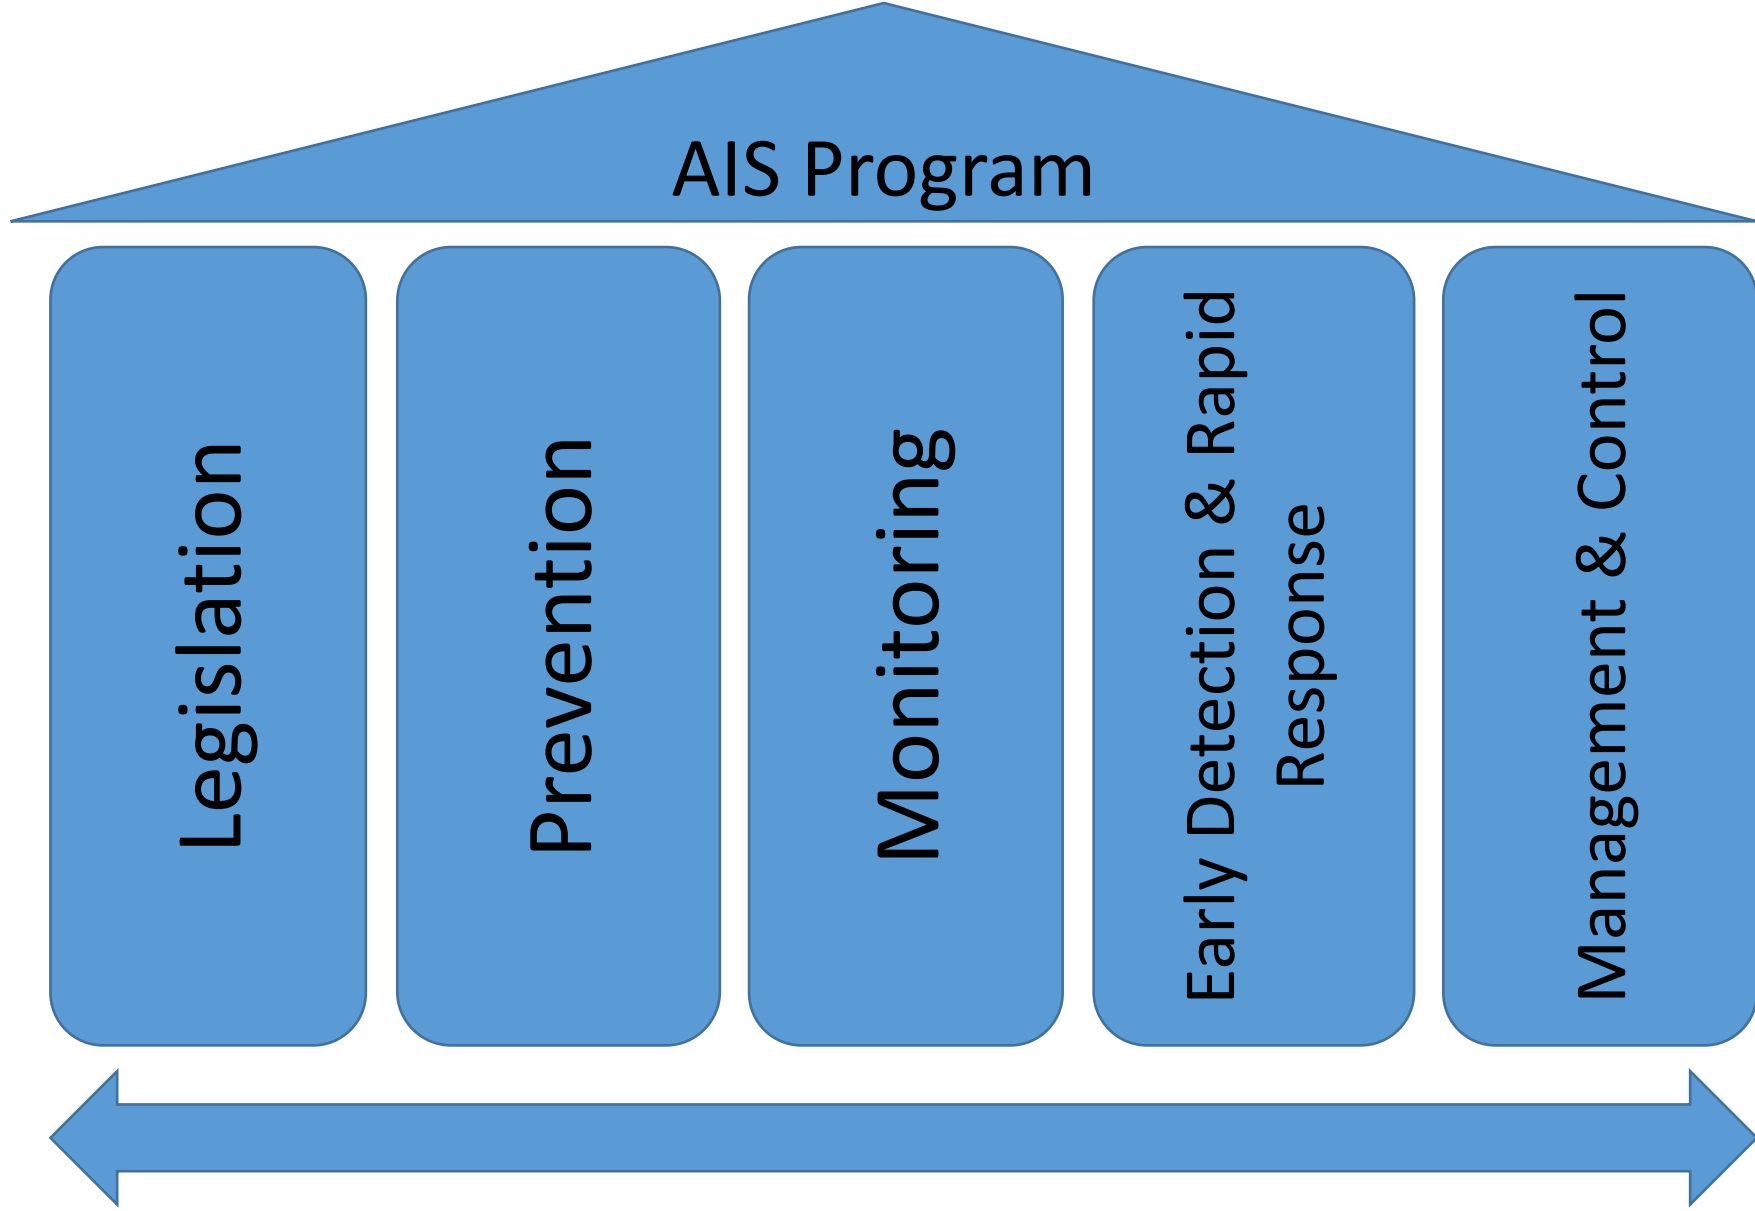 AIS Program
Legislation
Prevention
Monitoring
Early Detection & Rapid
Response
Management & Control